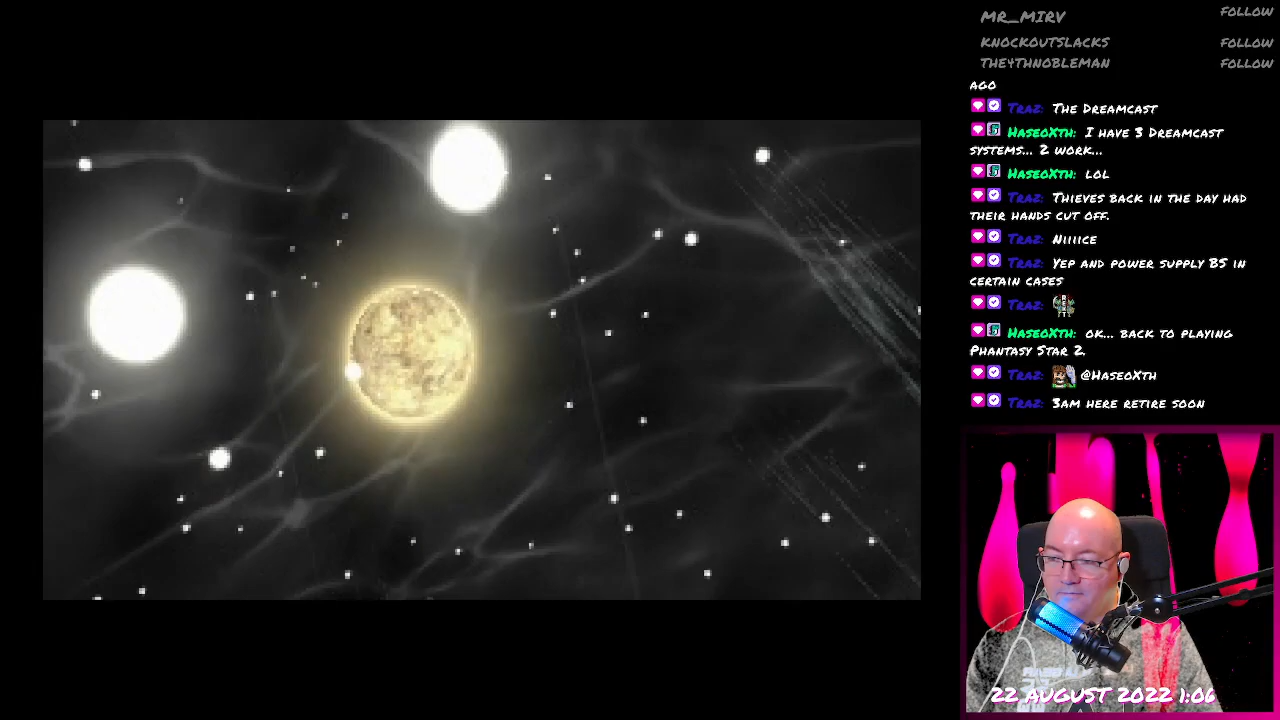 MR_MIRV FOLLOW
KNOCKOUTSLACKS FOLLOW
THE4THNOBLEMAN FOLLOW
AGO
TRAZ: THE DREAMCAST
HASEOXTH: I HAVE 3 DREAMCAST
SYSTEMS... 2 WORK...
HASEOXTH: LOL
TRAZ: THIEVES BACK IN THE DAY HAD
THEIR HANDS CUT OFF.
TRAZ: NIIIICE
TRAZ: YEP AND POWER SUPPLY BS IN
CERTAIN CASES
TRAZ:
HASEOXTH: OK... BACK TO PLAYING
PHANTASY STAR 2.
TRAZ: @HASEOXTH
TRAZ: 3AM HERE RETIRE SOON
22 AUGUST 2022 1:06